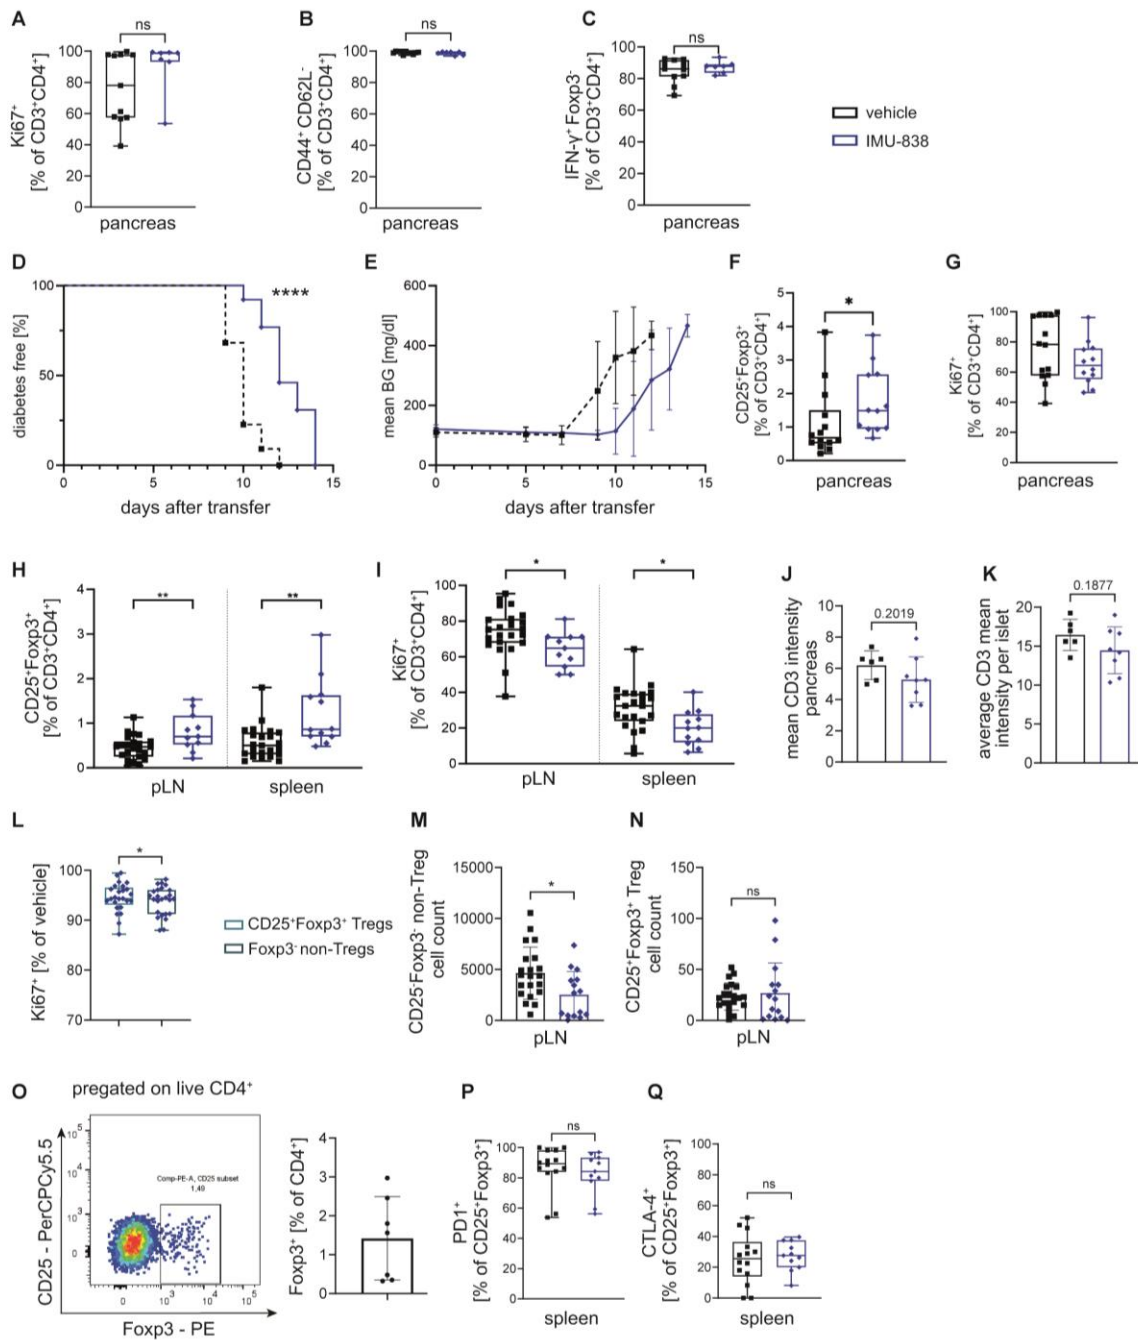 A
ns
Ki67⁺
[% of CD3⁺CD4⁺]
100
80
60
40
20
0
pancreas
B
ns
CD44⁺ CD62L⁻
[% of CD3⁺CD4⁺]
100
80
60
40
20
0
pancreas
C
ns
IFN-γ⁺ Foxp3⁻
[% of CD3⁺CD4⁺]
100
80
60
40
20
0
pancreas
vehicle
IMU-838
D
diabetes free [%]
100
50
0
****
0 5 10 15
days after transfer
E
mean BG [mg/dl]
600
400
200
0
0 5 10 15
days after transfer
F
CD25⁺Foxp3⁺
[% of CD3⁺CD4⁺]
5
4
3
2
1
0
*
pancreas
G
Ki67⁺
[% of CD3⁺CD4⁺]
100
80
60
40
20
0
pancreas
H
CD25⁺Foxp3⁺
[% of CD3⁺CD4⁺]
4
3
2
1
0
** **
pLN spleen
I
Ki67⁺
[% of CD3⁺CD4⁺]
100
80
60
40
20
0
* *
pLN spleen
J
mean CD3 intensity
pancreas
10
8
6
4
2
0
0.2019
K
average CD3 mean
intensity per islet
20
15
10
5
0
0.1877
L
Ki67⁺ [% of vehicle]
100
90
80
70
*
CD25⁺Foxp3⁺ Tregs
Foxp3⁻ non-Tregs
M
CD25⁻Foxp3⁻ non-Treg
cell count
15000
10000
5000
0
*
pLN
N
CD25⁺Foxp3⁺ Treg
cell count
150
100
50
0
ns
pLN
O
pregated on live CD4⁺
CD25 - PerCPCy5.5
10⁵
10⁴
10³
0
Comp-PE-A, CD25 subset
1,49
0 10³ 10⁴ 10⁵
Foxp3 - PE
Foxp3⁺ [% of CD4⁺]
4
3
2
1
0
P
PD1⁺
[% of CD25⁺Foxp3⁺]
100
80
60
40
20
0
ns
spleen
Q
CTLA-4⁺
[% of CD25⁺Foxp3⁺]
100
80
60
40
20
0
ns
spleen